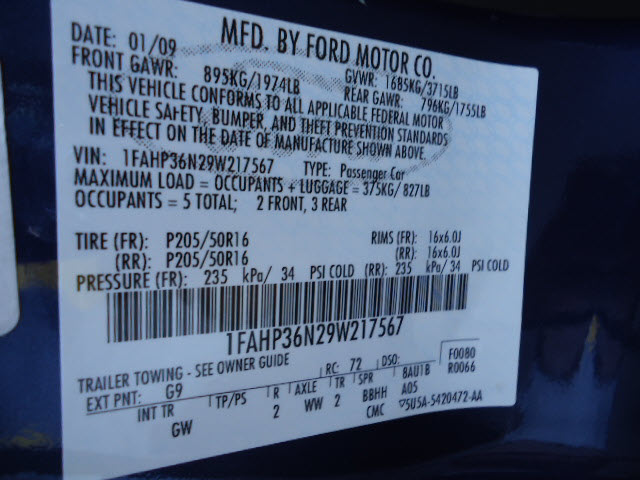 MFD. BY FORD MOTOR CO.
DATE: 01/09 GVWR: 1685KG/3715LB
FRONT GAWR: 895KG/1974LB REAR GAWR: 796KG/1755LB
THIS VEHICLE CONFORMS TO ALL APPLICABLE FEDERAL MOTOR
VEHICLE SAFETY, BUMPER, AND THEFT PREVENTION STANDARDS
IN EFFECT ON THE DATE OF MANUFACTURE SHOWN ABOVE.
VIN: 1FAHP36N29W217567 TYPE: Passenger Car
MAXIMUM LOAD = OCCUPANTS + LUGGAGE = 375KG/ 827LB
OCCUPANTS = 5 TOTAL; 2 FRONT, 3 REAR
TIRE (FR): P205/50R16 RIMS (FR): 16x6.0J
(RR): P205/50R16 (RR): 16x6.0J
PRESSURE (FR): 235 kPa/ 34 PSI COLD (RR): 235 kPa/ 34 PSI COLD
1FAHP36N29W217567
TRAILER TOWING - SEE OWNER GUIDE RC: 72 DSO: F0080
EXT PNT: G9 8AU1B R0066
INT TR TP/PS R AXLE TR SPR A05
GW 2 WW 2 BBHH
CMC ▽5U5A-5420472-AA